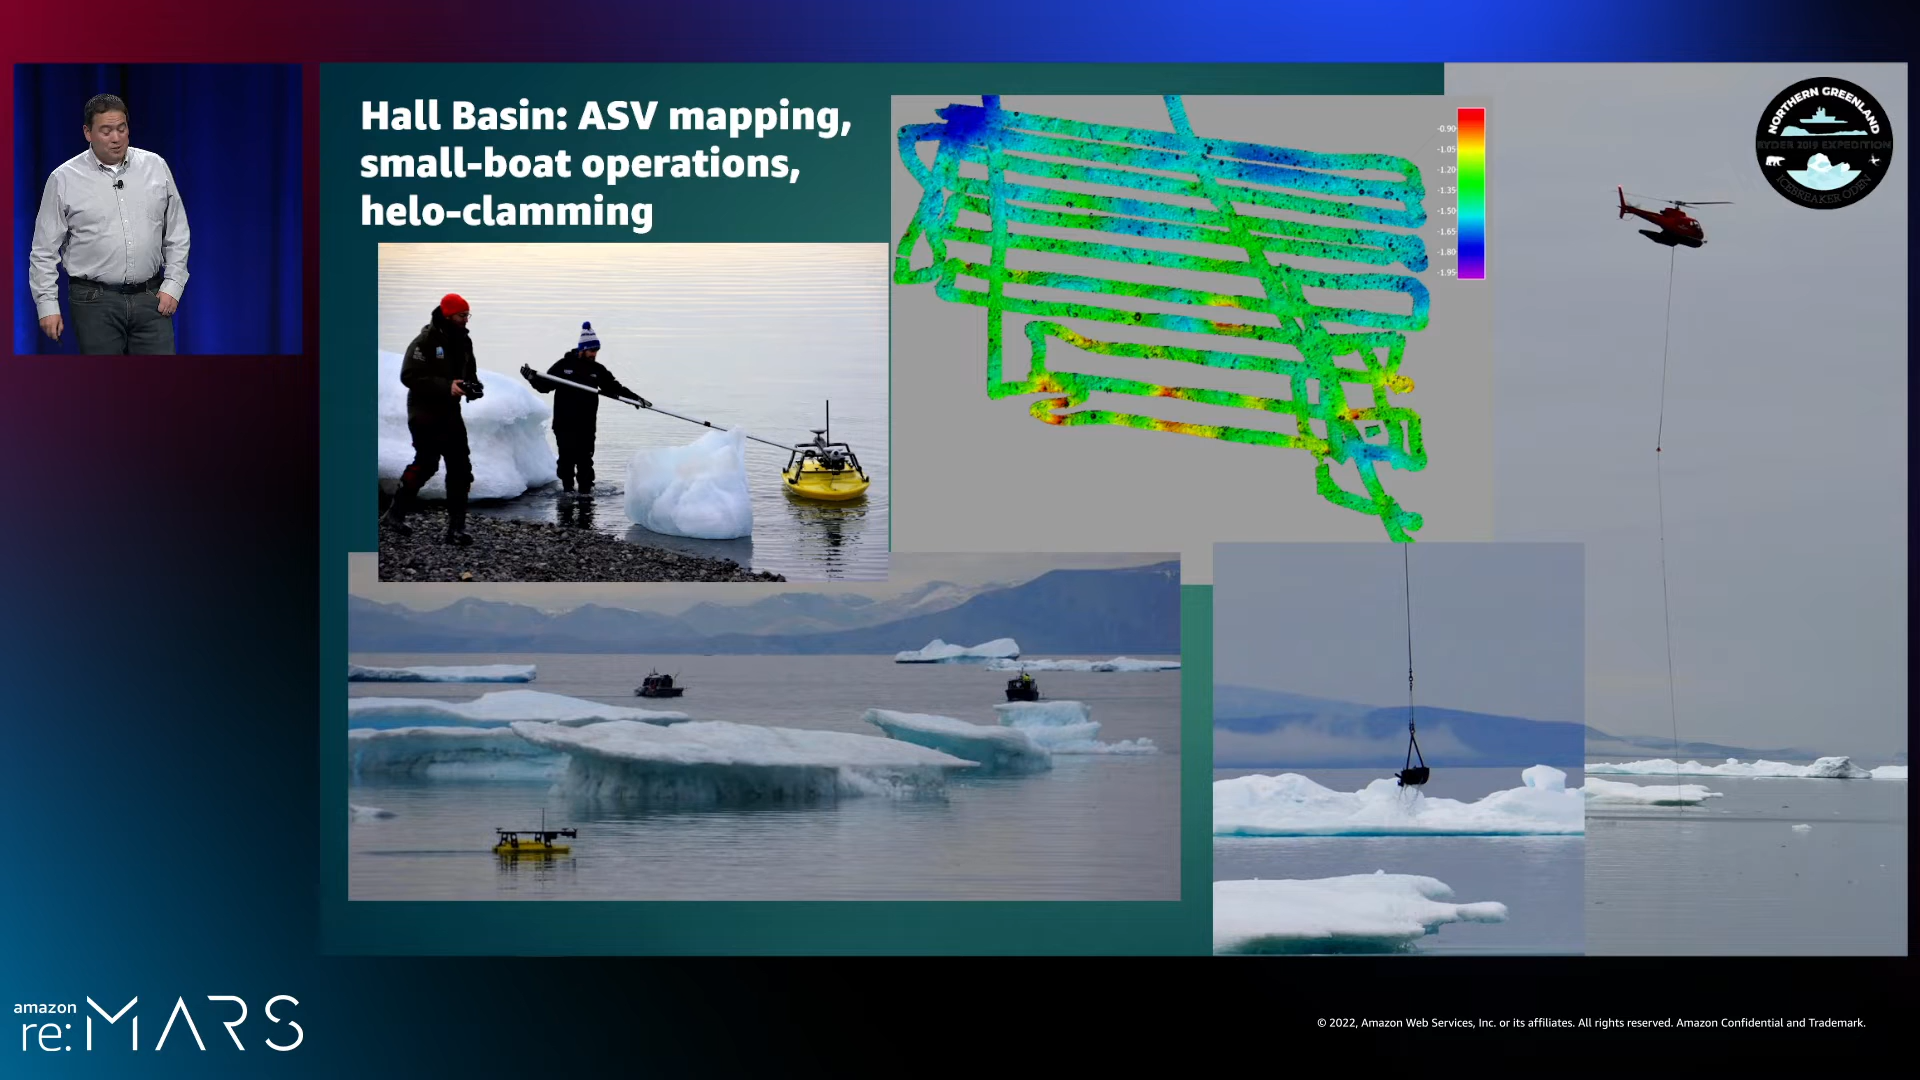 Hall Basin: ASV mapping,
small-boat operations,
helo-clamming
-0.90
-1.05
-1.20
-1.35
-1.50
-1.65
-1.80
-1.95
NORTHERN GREENLAND
RYDER 2019 EXPEDITION
ICEBREAKER ODEN
amazon
re:MARS
© 2022, Amazon Web Services, Inc. or its affiliates. All rights reserved. Amazon Confidential and Trademark.